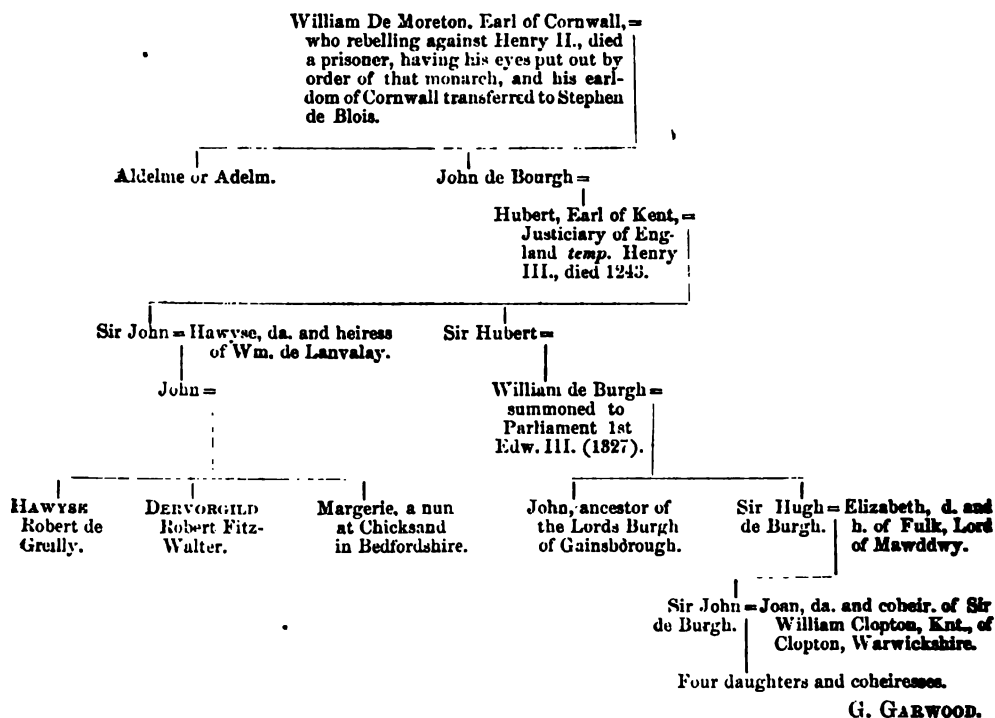 William De Moreton, Earl of Cornwall,=
who rebelling against Henry II., died
a prisoner, having his eyes put out by
order of that monarch, and his earl-
dom of Cornwall transferred to Stephen
de Blois.
Aldelme or Adelm.
John de Bourgh=
Hubert, Earl of Kent,=
Justiciary of Eng-
land temp. Henry
III., died 1243.
Sir John=Hawyse, da. and heiress
of Wm. de Lanvalay.
Sir Hubert=
John=
William de Burgh=
summoned to
Parliament 1st
Edw. III. (1327).
HAWYSE
Robert de
Greilly.
DERVORGILD
Robert Fitz-
Walter.
Margerie, a nun
at Chicksand
in Bedfordshire.
John, ancestor of
the Lords Burgh
of Gainsborough.
Sir Hugh=Elizabeth, d. and
de Burgh. h. of Fulk, Lord
of Mawddwy.
Sir John=Joan, da. and coheir. of Sir
de Burgh. William Clopton, Knt., of
Clopton, Warwickshire.
Four daughters and coheiresses.
G. GARWOOD.